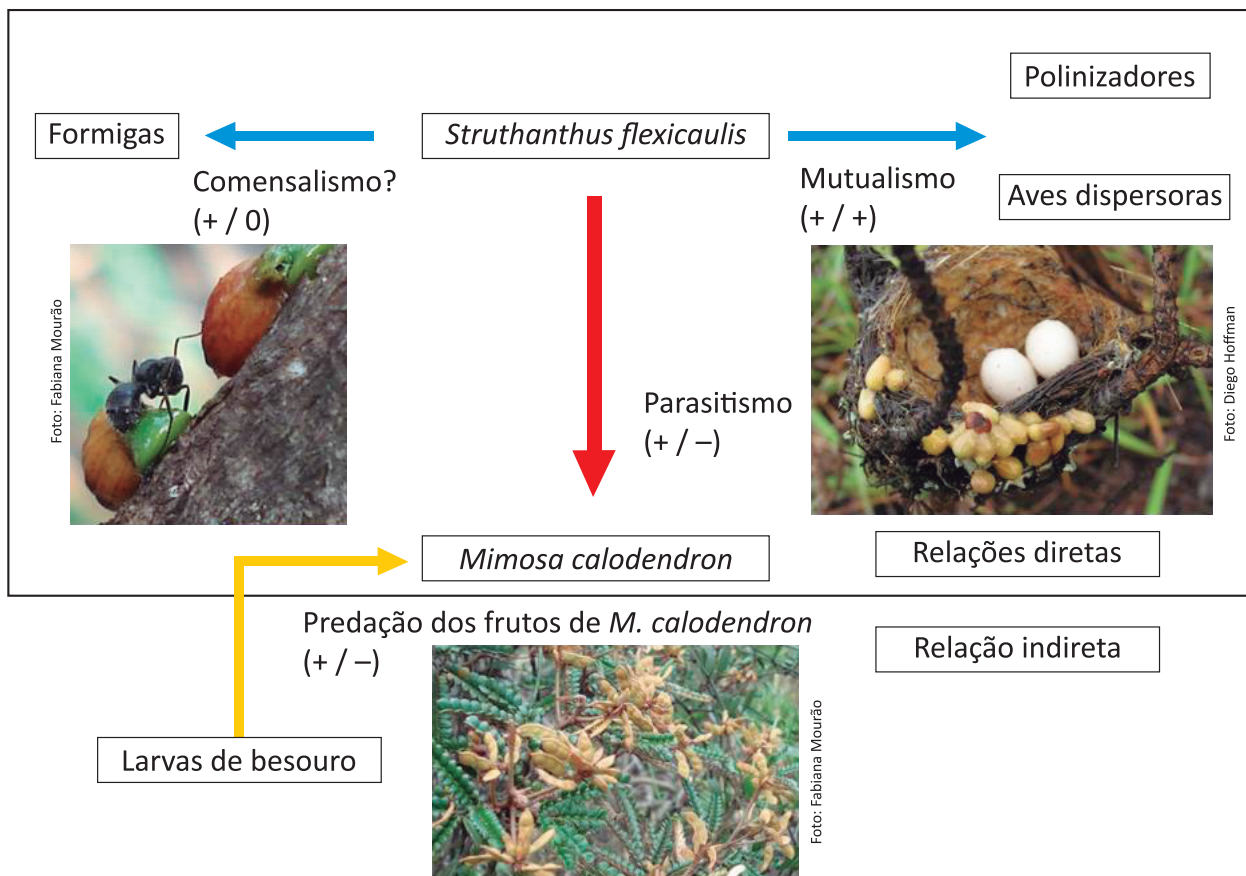 Polinizadores
Formigas
Struthanthus flexicaulis
Comensalismo?
(+ / 0)
Mutualismo
(+ / +)
Aves dispersoras
Foto: Fabiana Mourão
Foto: Diego Hoffman
Parasitismo
(+ / –)
Mimosa calodendron
Relações diretas
Predação dos frutos de M. calodendron
(+ / –)
Relação indireta
Larvas de besouro
Foto: Fabiana Mourão